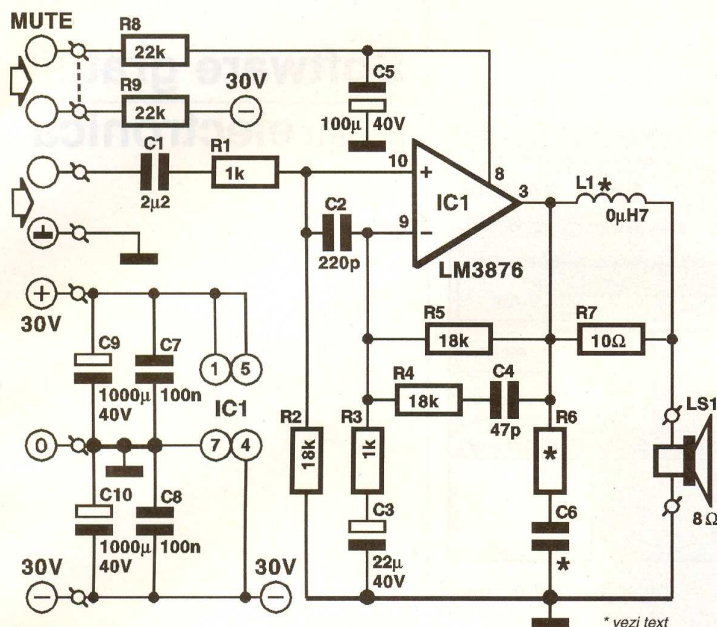 MUTE
R8
22k
R9
22k
30V
−
C5
100µ 40V
C1
2µ2
R1
1k
10
+
8
IC1
3
9
−
LM3876
L1*
0µH7
C2
220p
+
30V
C9
1000µ
40V
C7
100n
1
5
IC1
0
7
4
C10
1000µ
40V
C8
100n
30V
−
30V
−
R2
18k
R5
18k
R4
18k
C4
47p
R3
1k
C3
22µ
40V
R7
10Ω
R6
*
C6
*
LS1
8Ω
* vezi text
software gra
electronica